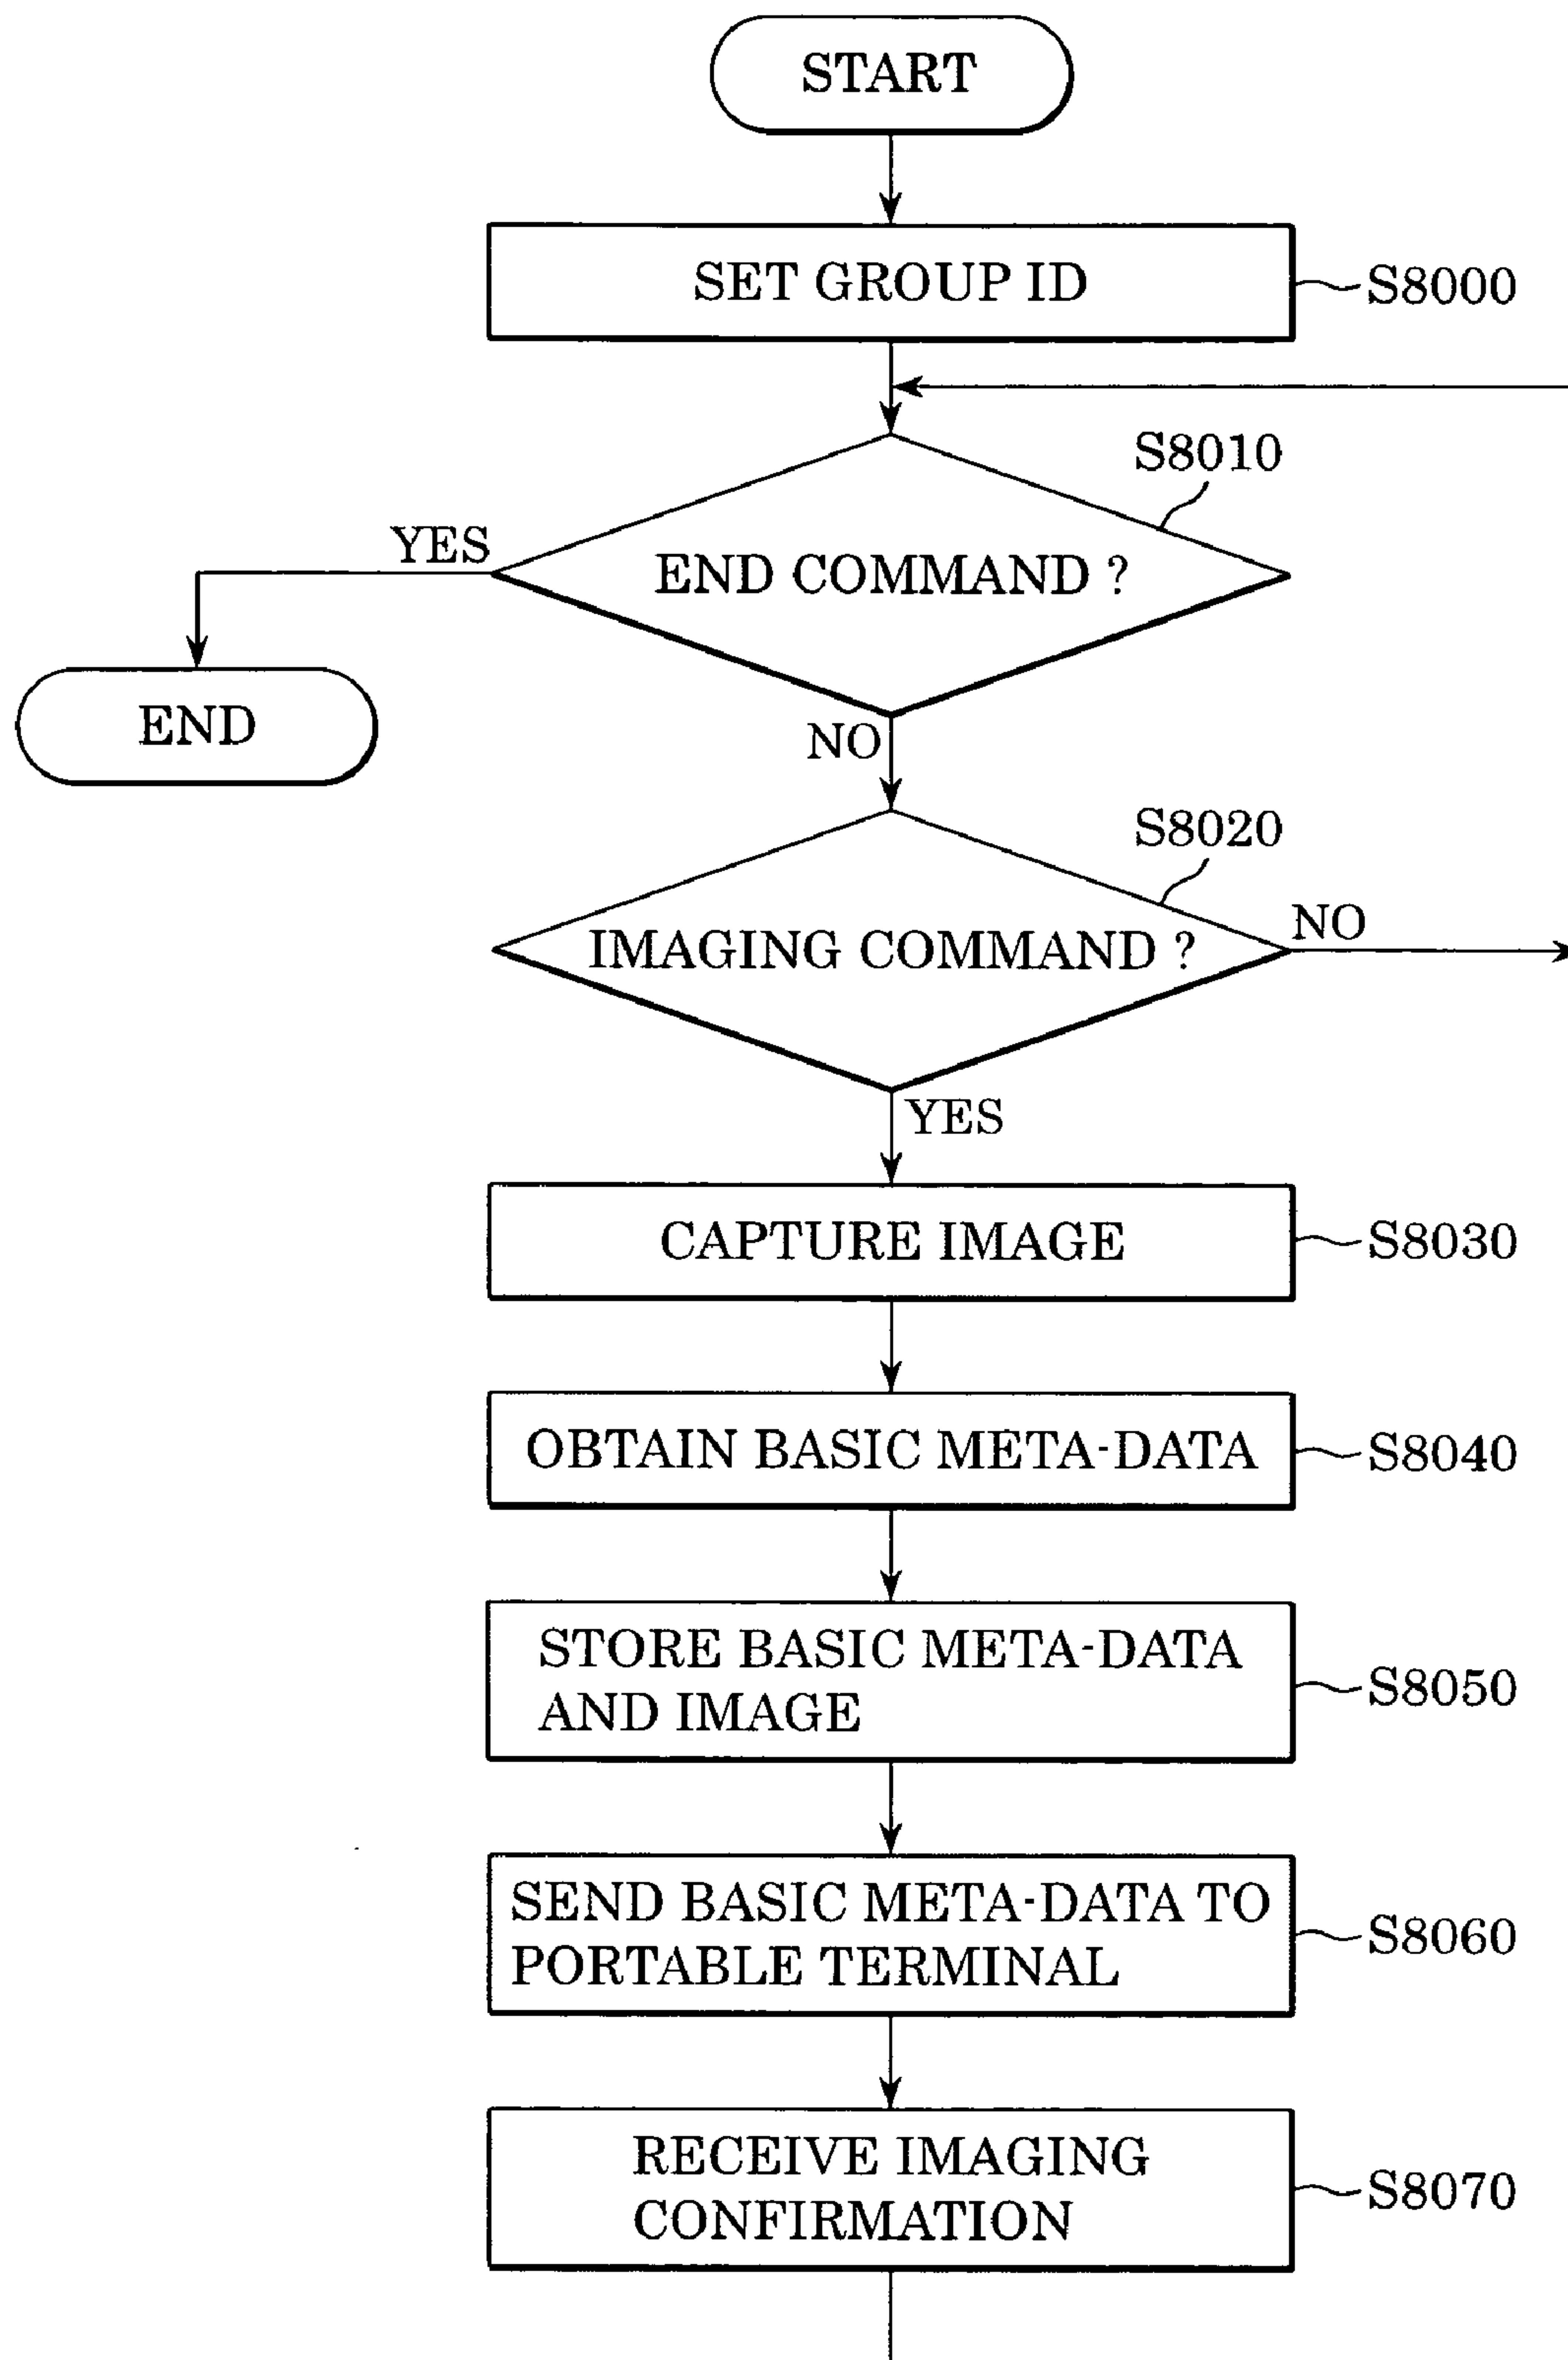 START
SET GROUP ID
S8000
S8010
YES
END COMMAND ?
END
NO
S8020
NO
IMAGING COMMAND ?
YES
CAPTURE IMAGE
S8030
OBTAIN BASIC META-DATA
S8040
STORE BASIC META-DATA
AND IMAGE
S8050
SEND BASIC META-DATA TO
PORTABLE TERMINAL
S8060
RECEIVE IMAGING
CONFIRMATION
S8070